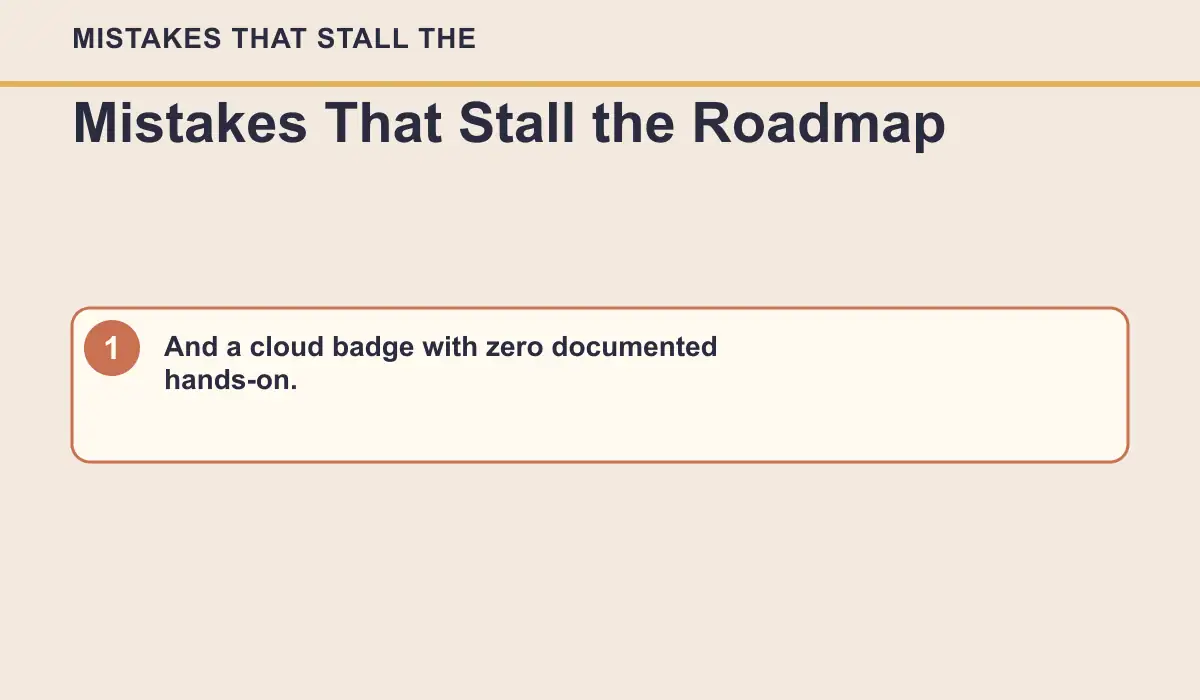 MISTAKES THAT STALL THE
Mistakes That Stall the Roadmap
1
And a cloud badge with zero documented
hands-on.